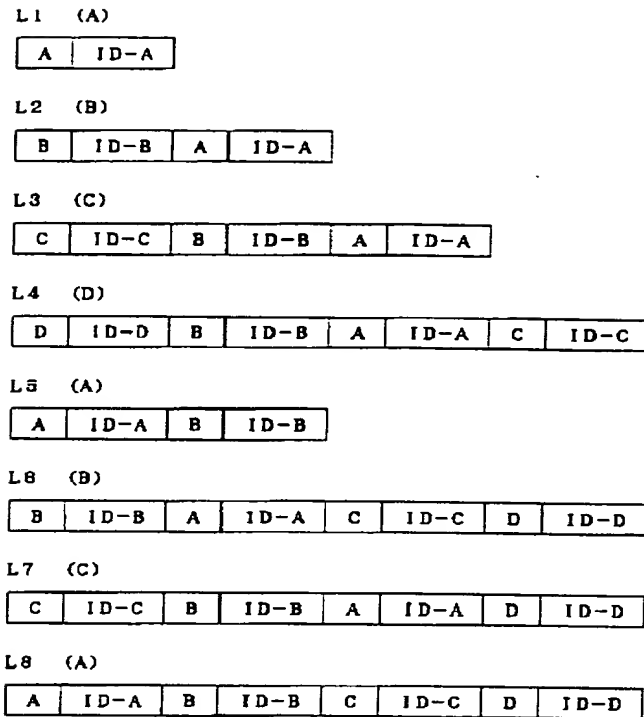 L1 (A)
A ID-A
L2 (B)
B ID-B A ID-A
L3 (C)
C ID-C B ID-B A ID-A
L4 (D)
D ID-D B ID-B A ID-A C ID-C
L5 (A)
A ID-A B ID-B
L6 (B)
B ID-B A ID-A C ID-C D ID-D
L7 (C)
C ID-C B ID-B A ID-A D ID-D
L8 (A)
A ID-A B ID-B C ID-C D ID-D